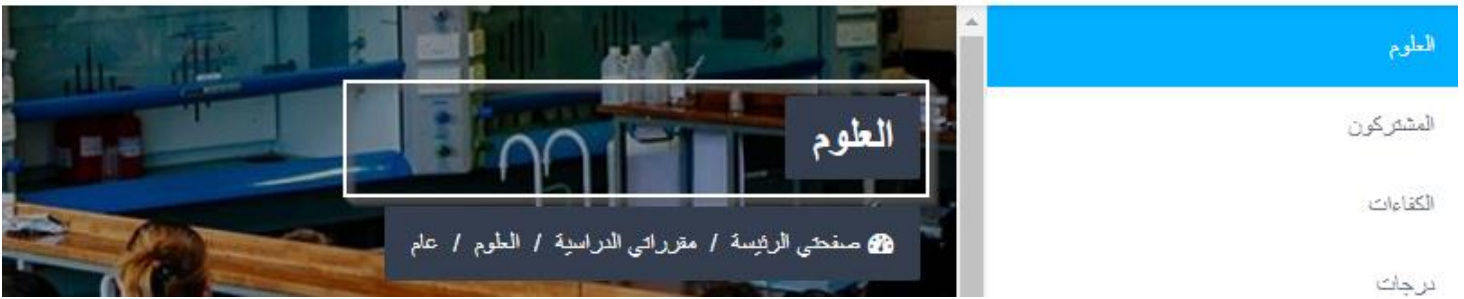 العلوم
المشتركون
الكفاءات
درجات
العلوم
صفحتي الرئيسة / مقرراتي الدراسية / العلوم / عام